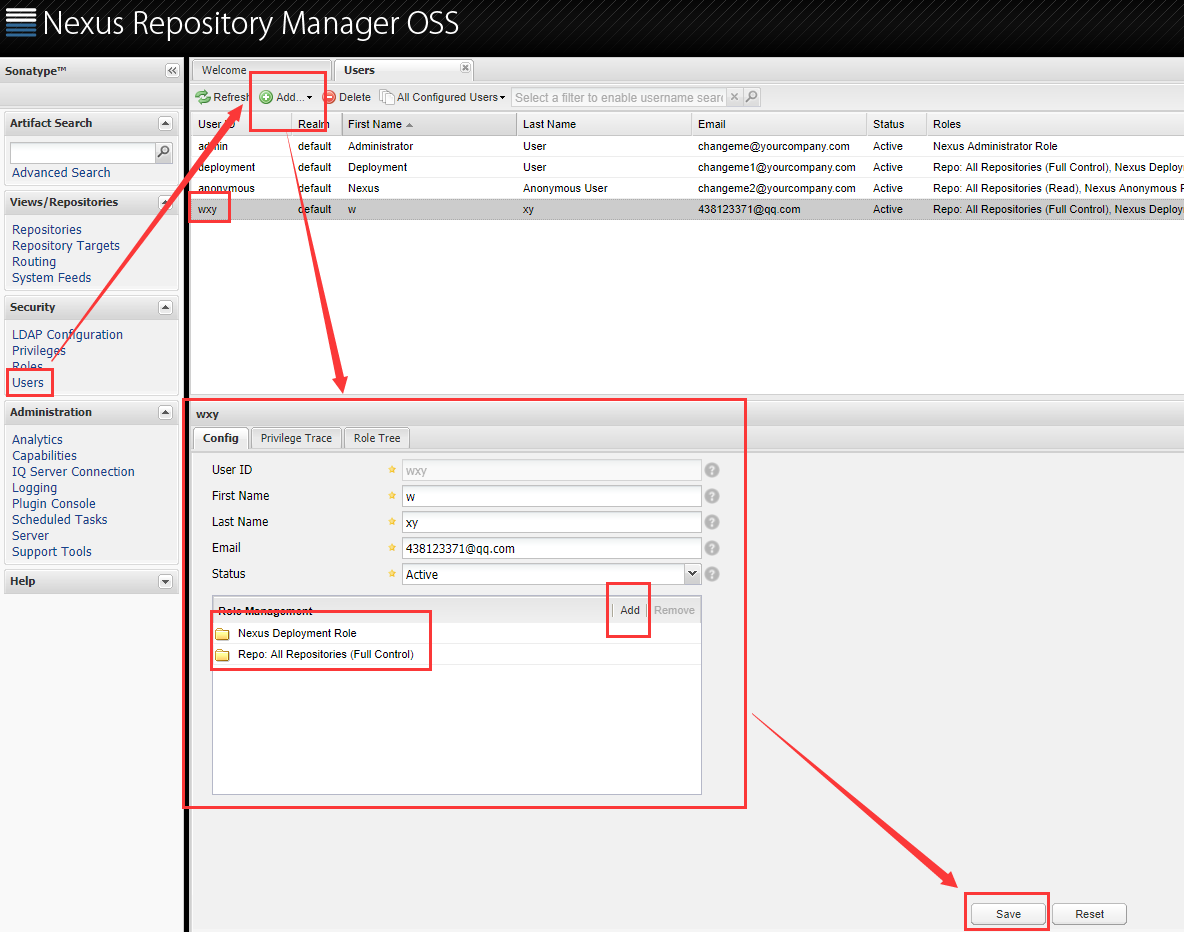 Nexus Repository Manager OSS
Sonatype™
Welcome
Users
Refresh
Add...
Delete
All Configured Users
Select a filter to enable username sear
Artifact Search
Advanced Search
Views/Repositories
Repositories
Repository Targets
Routing
System Feeds
Security
LDAP Configuration
Privileges
Roles
Users
Administration
Analytics
Capabilities
IQ Server Connection
Logging
Plugin Console
Scheduled Tasks
Server
Support Tools
Help
User ID Realm First Name Last Name Email Status Roles
admin default Administrator User changeme@yourcompany.com Active Nexus Administrator Role
deployment default Deployment User changeme1@yourcompany.com Active Repo: All Repositories (Full Control), Nexus Deploy
anonymous default Nexus Anonymous User changeme2@yourcompany.com Active Repo: All Repositories (Read), Nexus Anonymous
wxy default w xy 438123371@qq.com Active Repo: All Repositories (Full Control), Nexus Deploy
wxy
Config
Privilege Trace
Role Tree
User ID wxy
First Name w
Last Name xy
Email 438123371@qq.com
Status Active
Role Management Add Remove
Nexus Deployment Role
Repo: All Repositories (Full Control)
Save
Reset